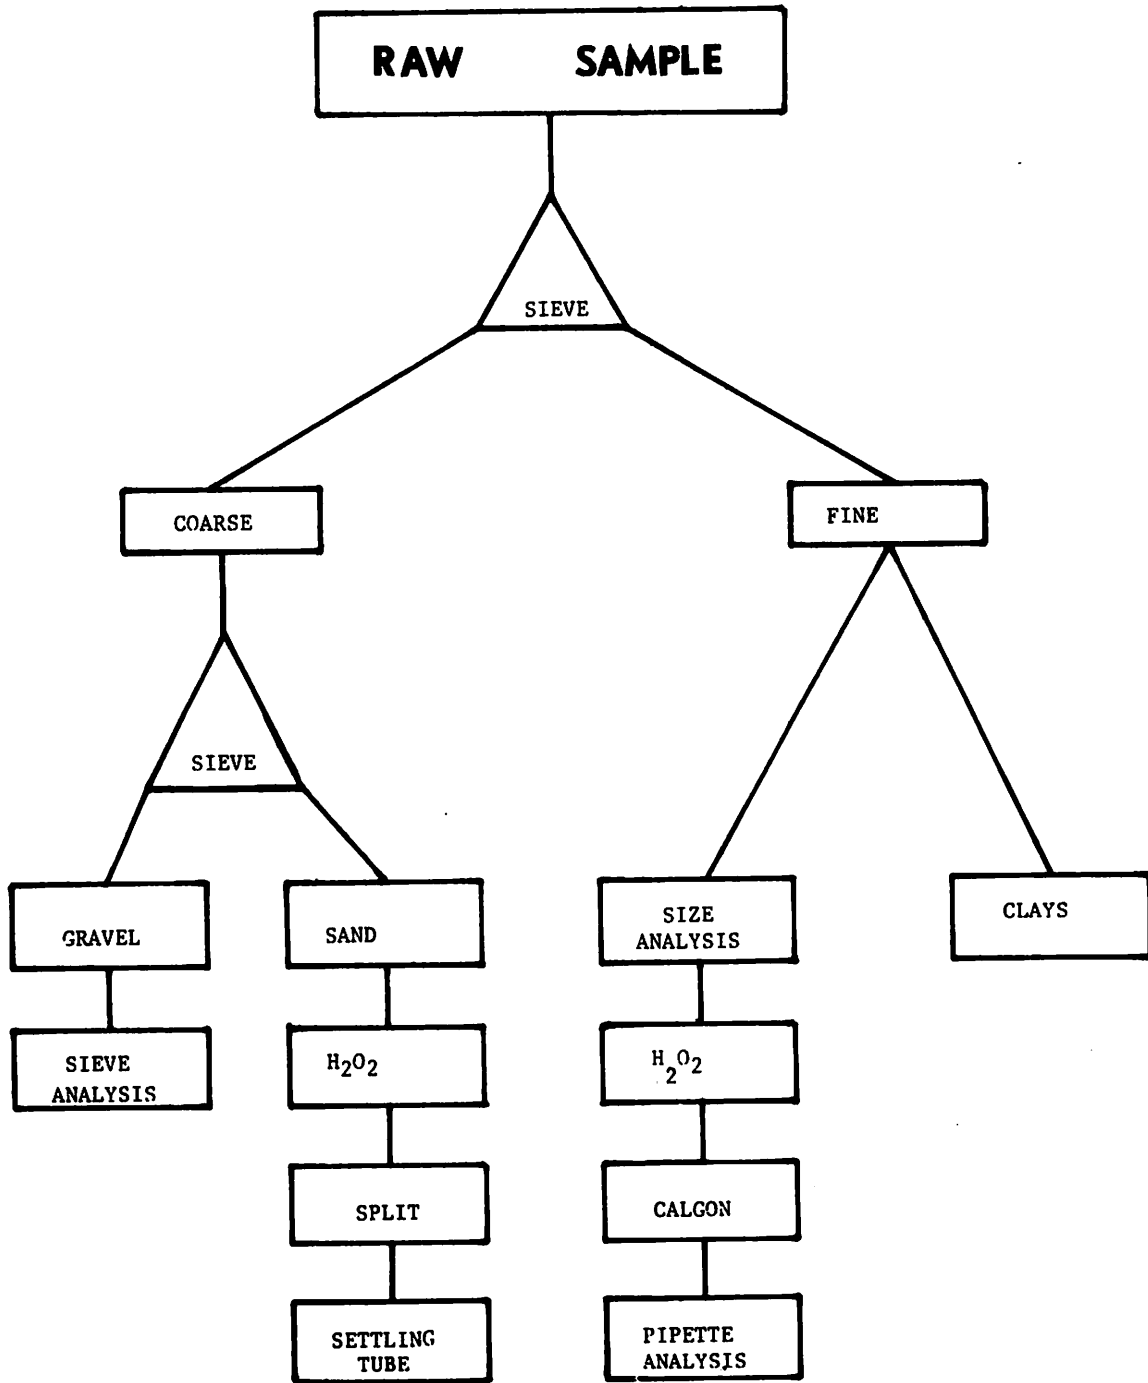 RAW SAMPLE
SIEVE
COARSE
FINE
SIEVE
GRAVEL
SAND
SIZE
ANALYSIS
CLAYS
SIEVE
ANALYSIS
H₂O₂
H₂O₂
SPLIT
CALGON
SETTLING
TUBE
PIPETTE
ANALYSIS